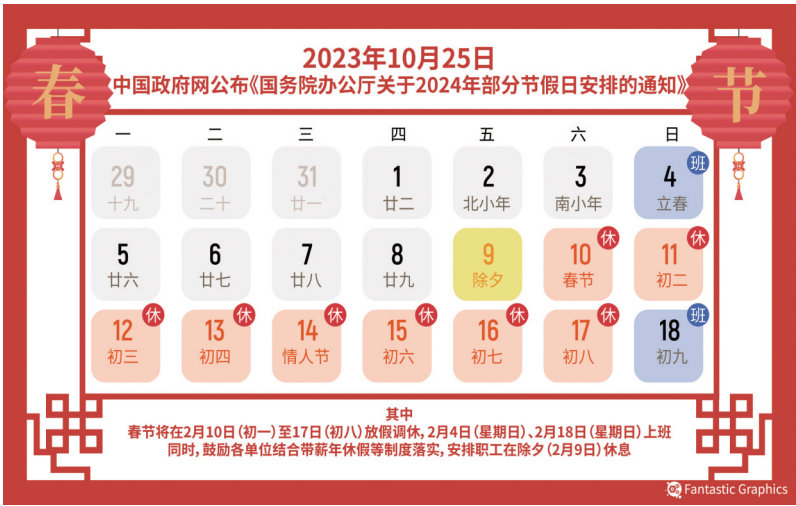 春
节
2023年10月25日
中国政府网公布《国务院办公厅关于2024年部分节假日安排的通知》
一 二 三 四 五 六 日
29 30 31 1 2 3 4 班
十九 二十 廿一 廿二 北小年 南小年 立春
5 6 7 8 9 10 休 11 休
廿六 廿七 廿八 廿九 除夕 春节 初二
12 休 13 休 14 休 15 休 16 休 17 休 18 班
初三 初四 情人节 初六 初七 初八 初九
其中
春节将在2月10日(初一)至17日(初八)放假调休, 2月4日(星期日)、2月18日(星期日)上班
同时, 鼓励各单位结合带薪年休假等制度落实, 安排职工在除夕(2月9日)休息
Fantastic Graphics